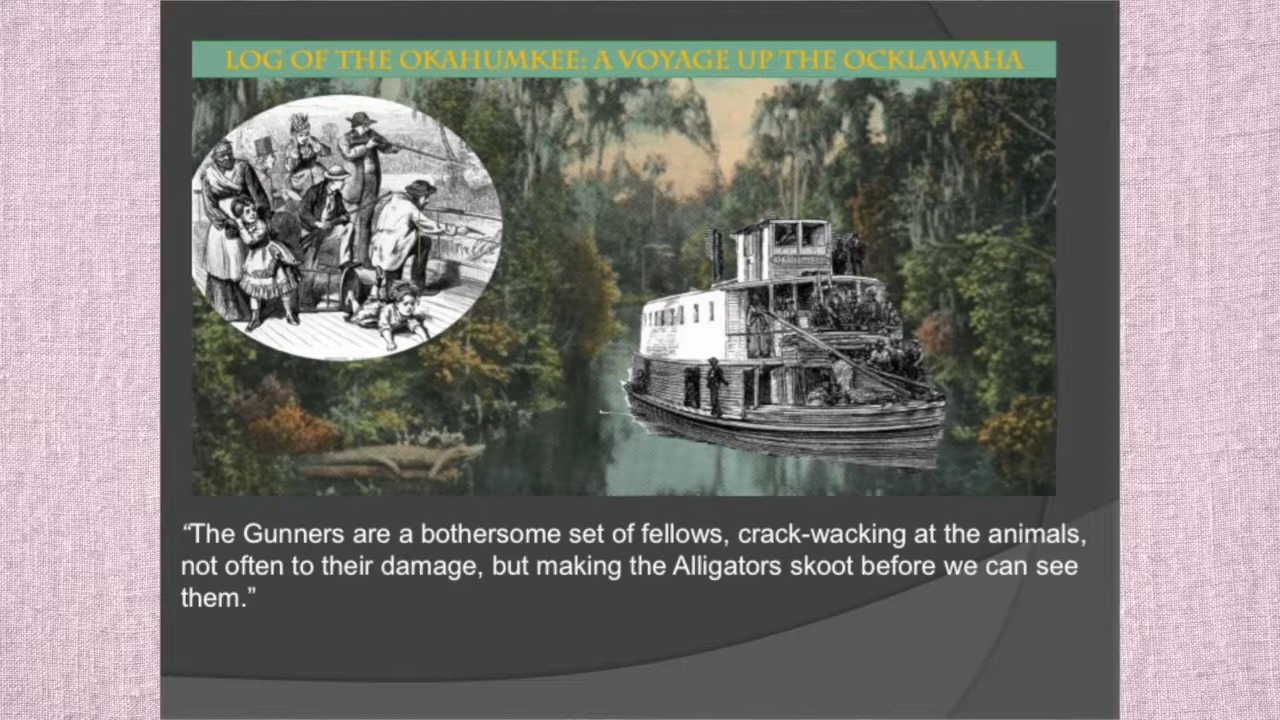 LOG OF THE OKAHUMKEE: A VOYAGE UP THE OCKLAWAHA
“The Gunners are a bothersome set of fellows, crack-wacking at the animals,
not often to their damage, but making the Alligators skoot before we can see
them.”